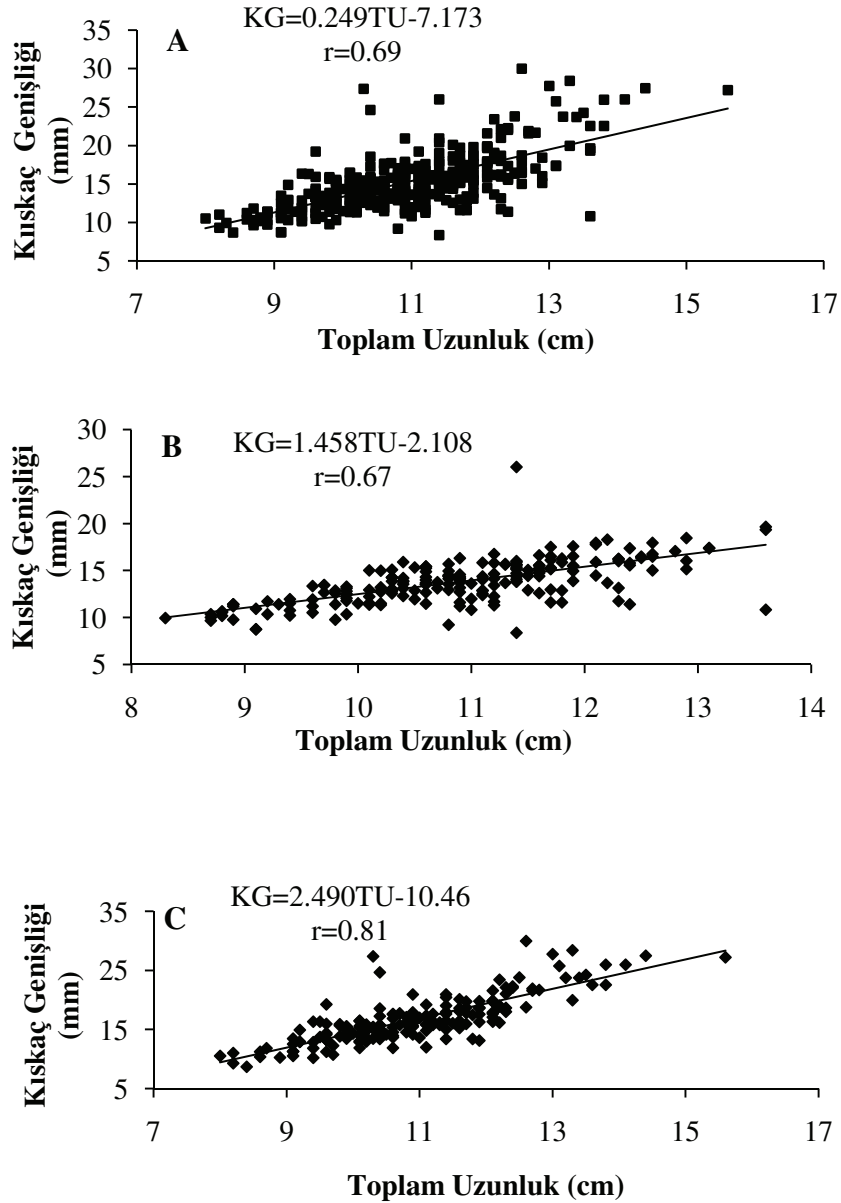 KG=0.249TU-7.173
A
r=0.69
35
30
25
20
15
10
5
Kıskaç Genişliği
(mm)
7 9 11 13 15 17
Toplam Uzunluk (cm)
B KG=1.458TU-2.108
r=0.67
30
25
20
15
10
5
Kıskaç Genişliği
(mm)
8 9 10 11 12 13 14
Toplam Uzunluk (cm)
KG=2.490TU-10.46
C
r=0.81
35
25
15
5
Kıskaç Genişliği
(mm)
7 9 11 13 15 17
Toplam Uzunluk (cm)